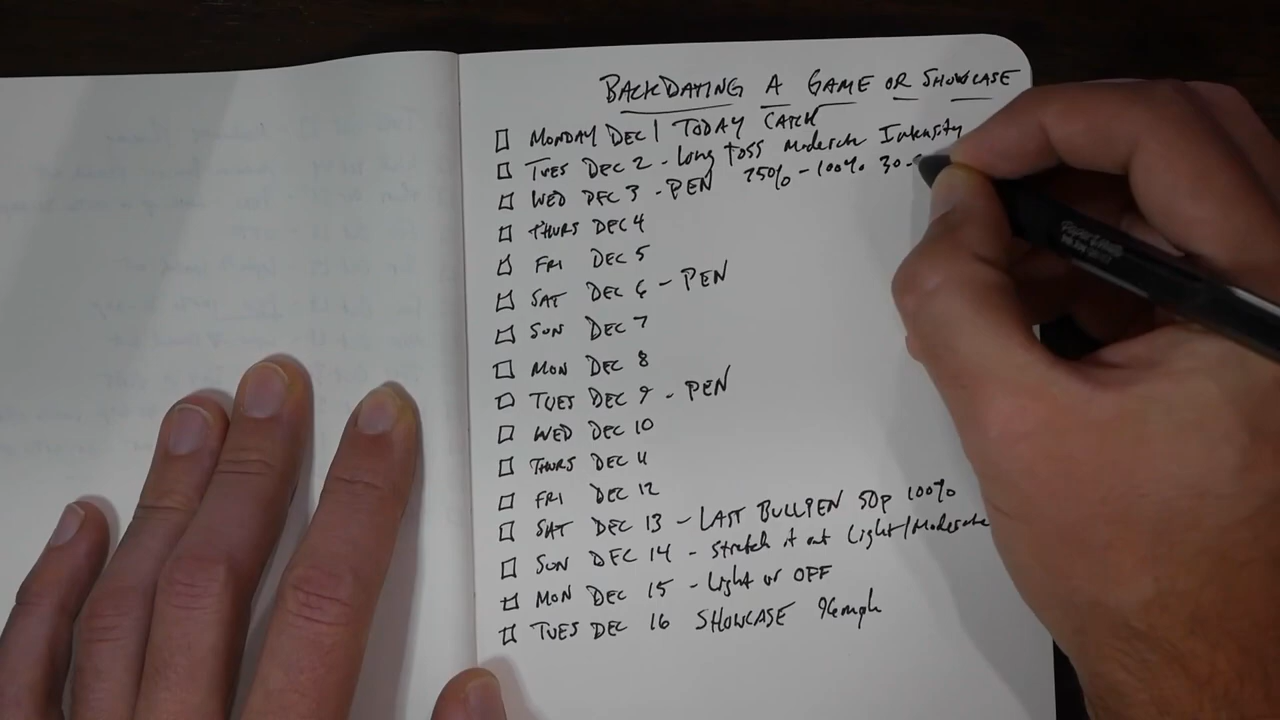 BACKDATING A GAME OR SHOWCASE
MONDAY DEC 1 TODAY CATCH
TUES DEC 2 - Long Toss Moderate Intensity
WED DEC 3 - PEN 75% - 100% 30-
THURS DEC 4
FRI DEC 5
SAT DEC 6 - PEN
SUN DEC 7
MON DEC 8
TUES DEC 9 - PEN
WED DEC 10
THURS DEC 11
FRI DEC 12
SAT DEC 13 - LAST BULLPEN 50p 100%
SUN DEC 14 - Stretch it out Light/Moderate
MON DEC 15 - Light or OFF
TUES DEC 16 SHOWCASE 96mph